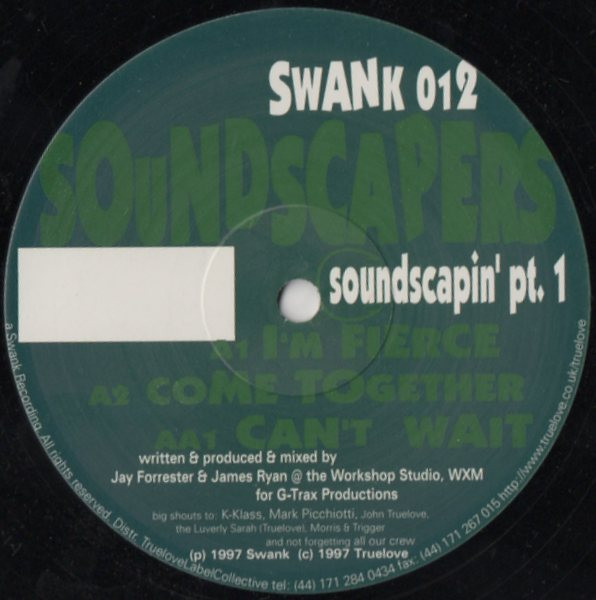 SWANK 012
SOUNDSCAPERS
soundscapin' pt. 1
A1 I'M FIERCE
A2 COME TOGETHER
AA1 CAN'T WAIT
written & produced & mixed by
Jay Forrester & James Ryan @ the Workshop Studio, WXM
for G-Trax Productions
big shouts to: K-Klass, Mark Picchiotti, John Truelove,
the Luverly Sarah (Truelove), Morris & Trigger
and not forgetting all our crew
(p) 1997 Swank (c) 1997 Truelove
a Swank Recording. All rights reserved. Distr. TrueloveLabelCollective tel: (44) 171 284 0434 fax: (44) 171 267 015 http://www.truelove.co.uk/truelove